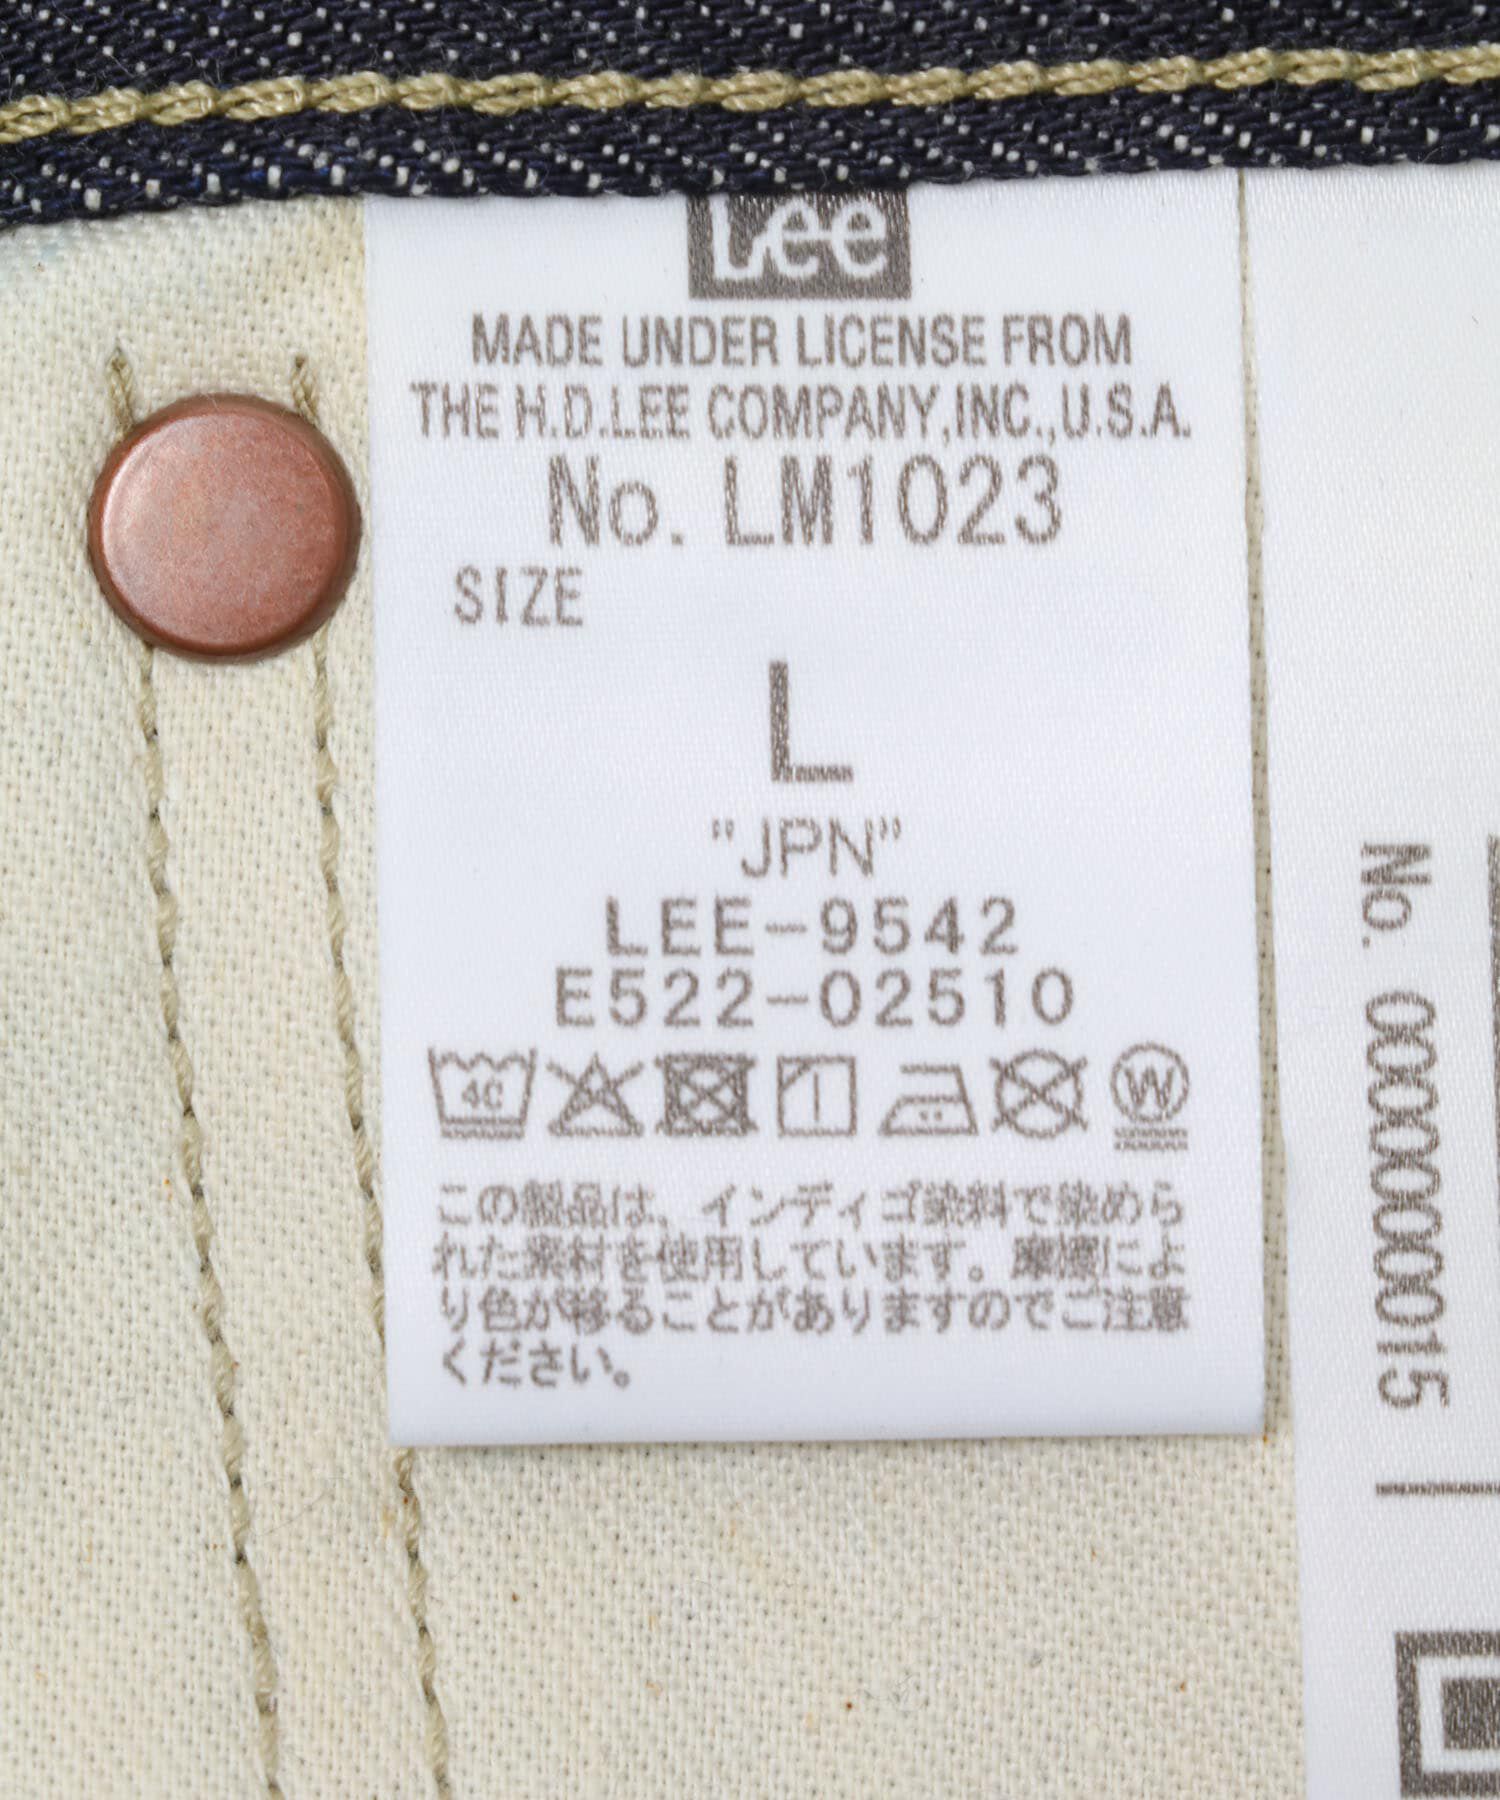 Lee
MADE UNDER LICENSE FROM
THE H.D.LEE COMPANY,INC.,U.S.A.
No. LM1023
SIZE
L
"JPN"
LEE-9542
E522-02510
40
W
この製品は、インディゴ染料で染めら
れた素材を使用しています。摩擦によ
り色が移ることがありますのでご注意
ください。
No. 0000000015